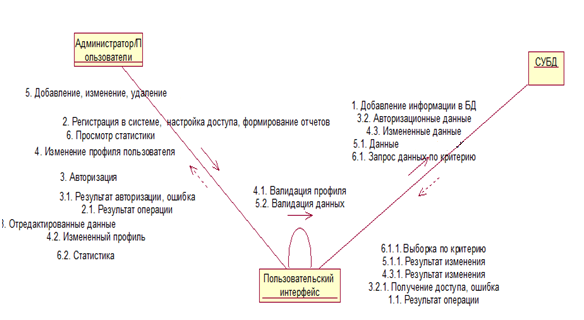 Администратор/П
ользователи
СУБД
5. Добавление, изменение, удаление
2. Регистрация в системе, настройка доступа, формирование отчетов
6. Просмотр статистики
4. Изменение профиля пользователя
3. Авторизация
3.1. Результат авторизации, ошибка
2.1. Результат операции
3. Отредактированные данные
4.2. Измененный профиль
6.2. Статистика
1. Добавление информации в БД
3.2. Авторизационные данные
4.3. Измененные данные
5.1. Данные
6.1. Запрос данных по критерию
4.1. Валидация профиля
5.2. Валидация данных
6.1.1. Выборка по критерию
5.1.1. Результат изменения
4.3.1. Результат изменения
3.2.1. Получение доступа, ошибка
1.1. Результат операции
Пользовательский
интерфейс